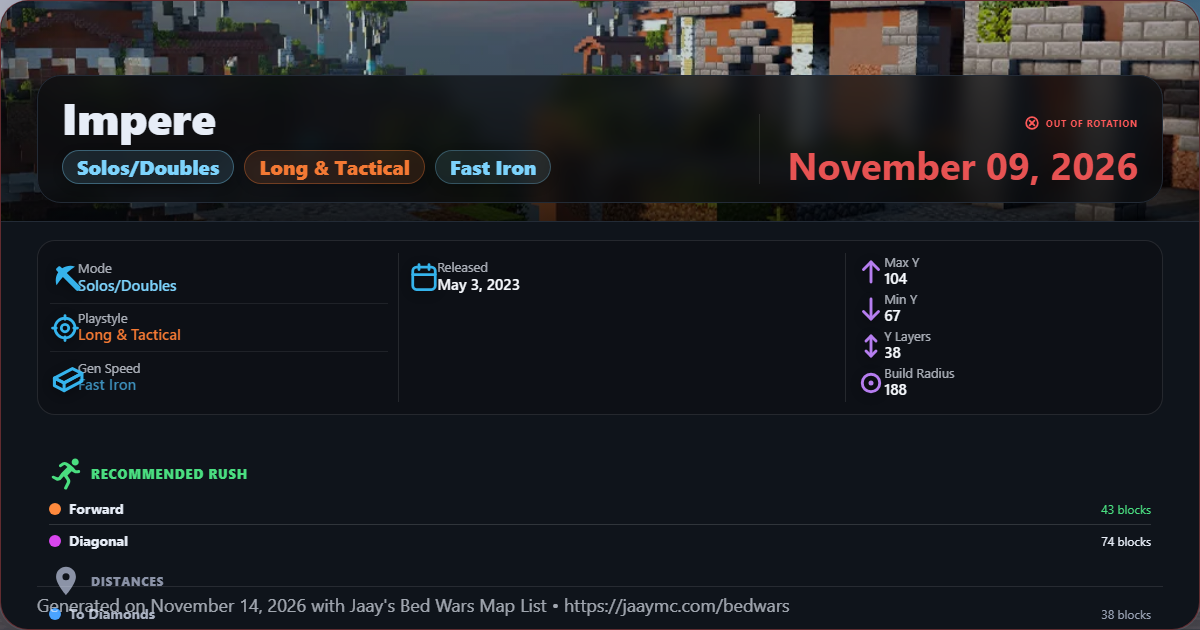 Impere
OUT OF ROTATION
Solos/Doubles
Long & Tactical
Fast Iron
November 09, 2026
Mode
Solos/Doubles
Playstyle
Long & Tactical
Gen Speed
Fast Iron
Released
May 3, 2023
Max Y
104
Min Y
67
Y Layers
38
Build Radius
188
RECOMMENDED RUSH
Forward 43 blocks
Diagonal 74 blocks
DISTANCES
Generated on November 14, 2026 with Jaay's Bed Wars Map List • https://jaaymc.com/bedwars
To Diamonds 38 blocks